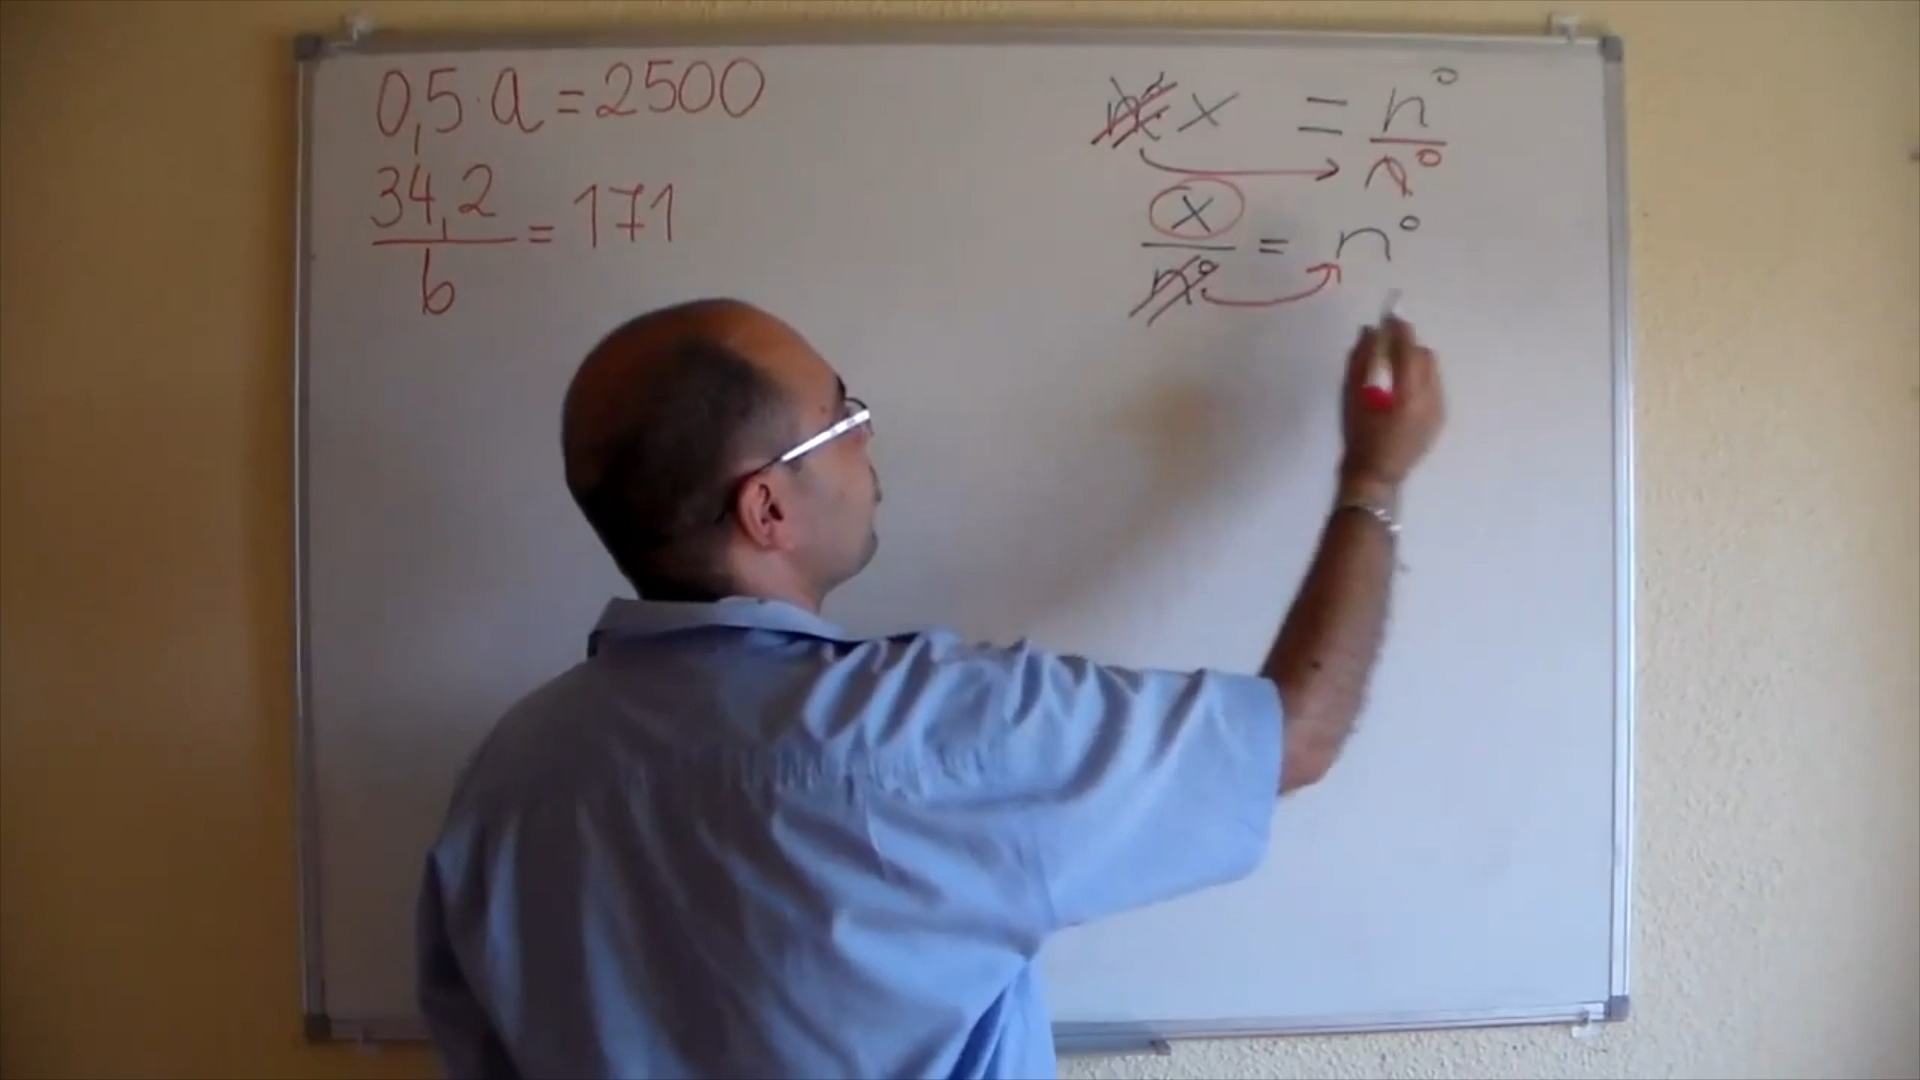 0,5·a=2500
34,2
= 171
b
n° x = n°
n°
x
= n°
n°